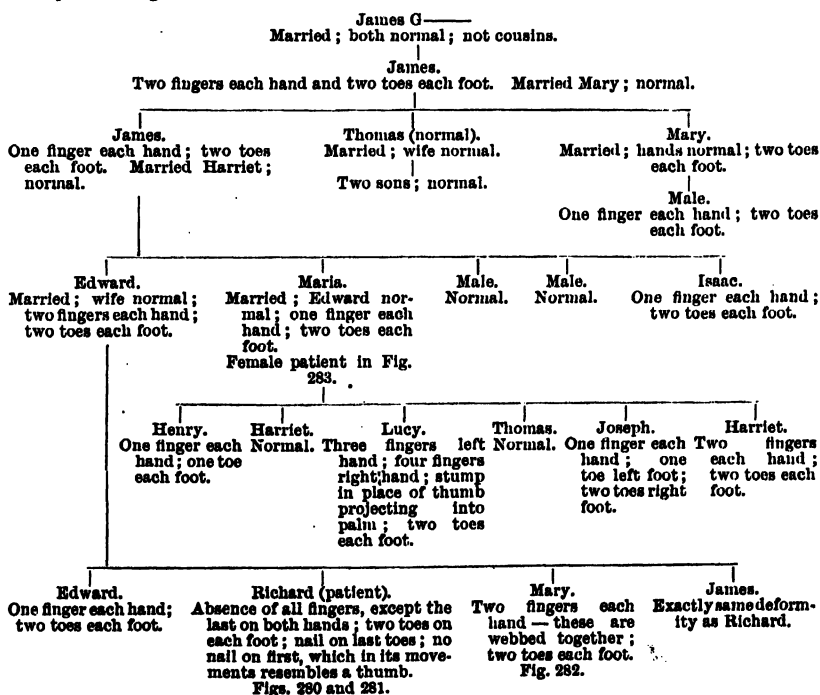 James G——
Married; both normal; not cousins.
James.
Two fingers each hand and two toes each foot. Married Mary; normal.
James.
One finger each hand; two toes
each foot. Married Harriet;
normal.
Thomas (normal).
Married; wife normal.
Two sons; normal.
Mary.
Married; hands normal; two toes
each foot.
Male.
One finger each hand; two toes
each foot.
Edward.
Married; wife normal;
two fingers each hand;
two toes each foot.
Maria.
Married; Edward nor-
mal; one finger each
hand; two toes each
foot.
Female patient in Fig.
283.
Male.
Normal.
Male.
Normal.
Isaac.
One finger each hand;
two toes each foot.
Henry.
One finger each
hand; one toe
each foot.
Harriet.
Normal.
Lucy.
Three fingers left
hand; four fingers
right hand; stump
in place of thumb
projecting into
palm; two toes
each foot.
Thomas.
Normal.
Joseph.
One finger each
hand; one
toe left foot;
two toes right
foot.
Harriet.
Two fingers
each hand;
two toes each
foot.
Edward.
One finger each hand;
two toes each foot.
Richard (patient).
Absence of all fingers, except the
last on both hands; two toes on
each foot; nail on last toes; no
nail on first, which in its move-
ments resembles a thumb.
Figs. 280 and 281.
Mary.
Two fingers each
hand — these are
webbed together;
two toes each foot.
Fig. 282.
James.
Exactly same deform-
ity as Richard.